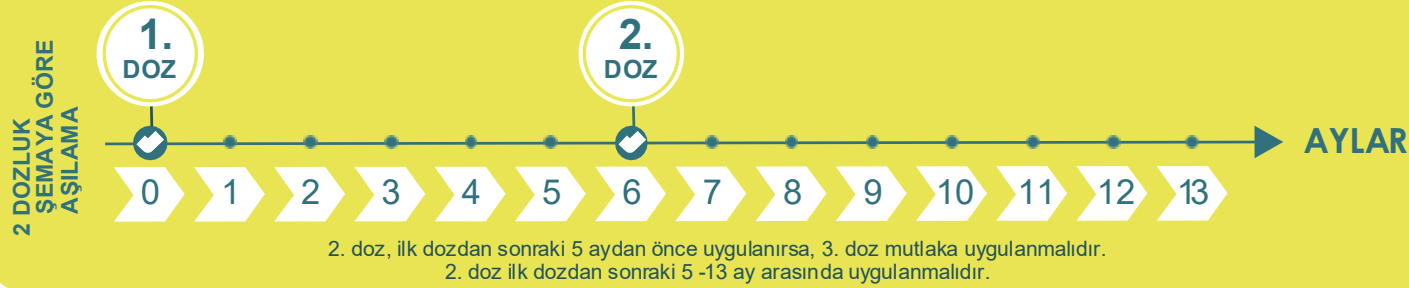 2 DOZLUK
ŞEMAYA GÖRE
AŞILAMA
1.
DOZ
2.
DOZ
AYLAR
0 1 2 3 4 5 6 7 8 9 10 11 12 13
2. doz, ilk dozdan sonraki 5 aydan önce uygulanırsa, 3. doz mutlaka uygulanmalıdır.
2. doz ilk dozdan sonraki 5 -13 ay arasında uygulanmalıdır.